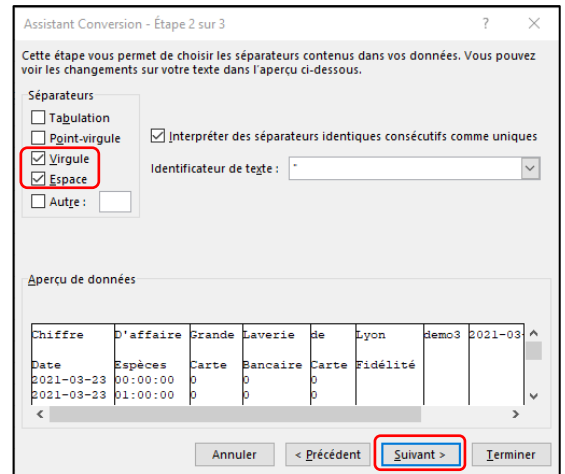 Assistant Conversion - Étape 2 sur 3 ? ×
Cette étape vous permet de choisir les séparateurs contenus dans vos données. Vous pouvez
voir les changements sur votre texte dans l'aperçu ci-dessous.
Séparateurs
Tabulation
Point-virgule
Virgule
Espace
Autre :
Interpréter des séparateurs identiques consécutifs comme uniques
Identificateur de texte : "
Aperçu de données
Chiffre D'affaire Grande Laverie de Lyon demo3 2021-03-
Date Espèces Carte Bancaire Carte Fidélité
2021-03-23 00:00:00 0 0 0
2021-03-23 01:00:00 0 0 0
Annuler < Précédent Suivant > Terminer